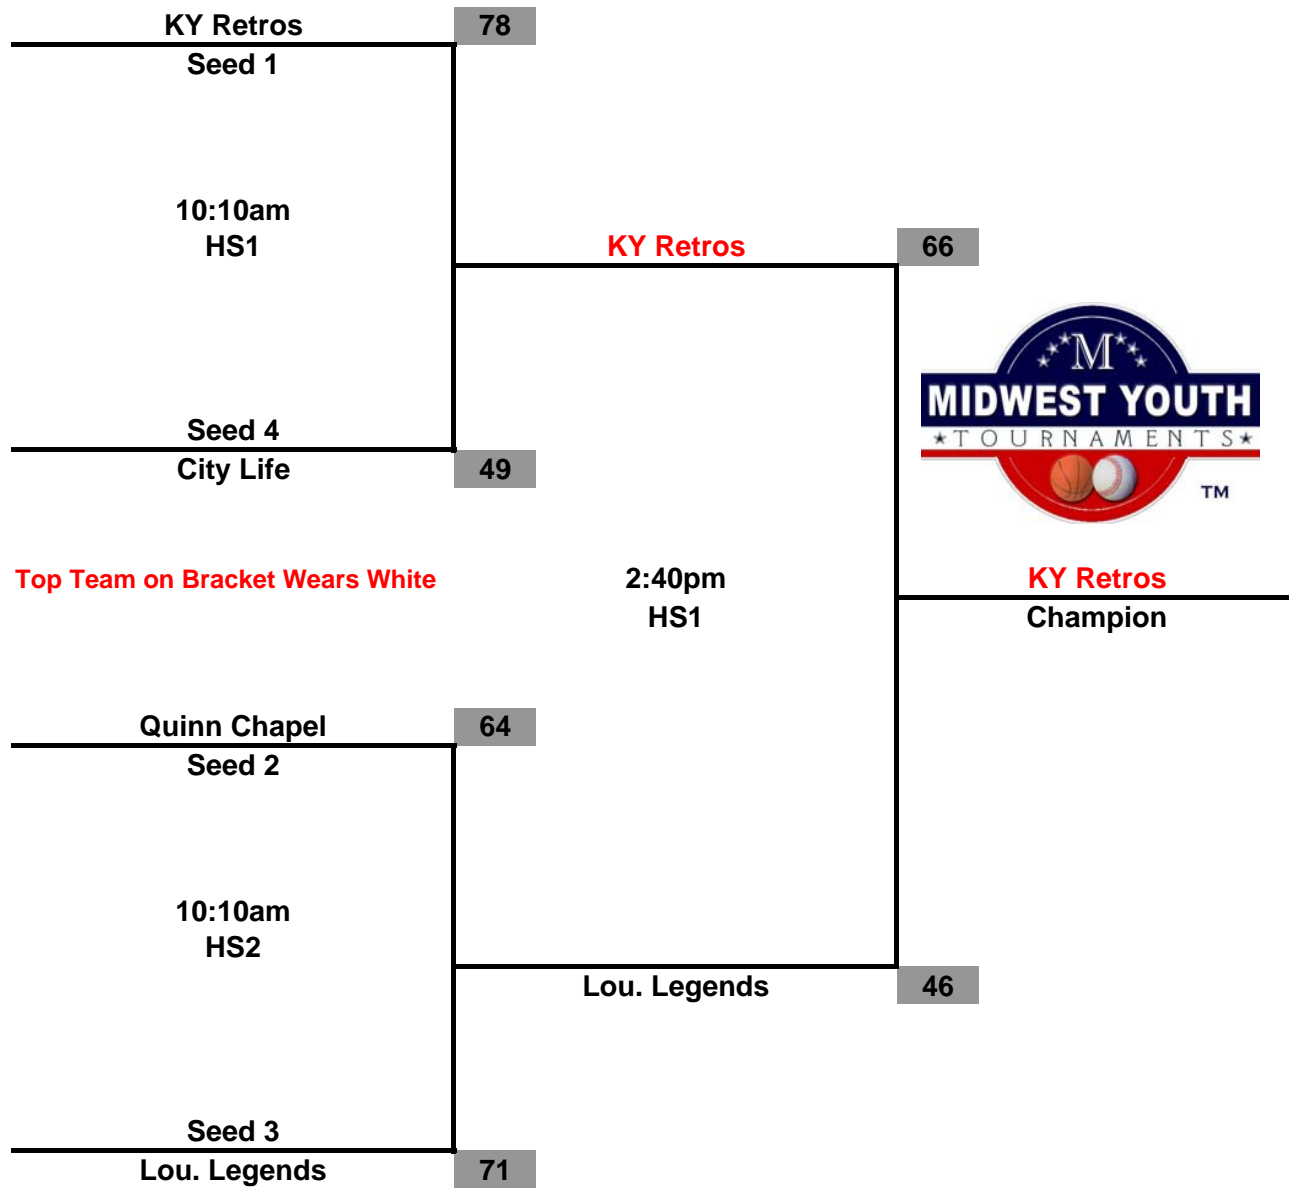 KY Retros 78
Seed 1
10:10am
HS1
KY Retros 66
M
MIDWEST YOUTH
TOURNAMENTS
TM
Seed 4
City Life 49
Top Team on Bracket Wears White
2:40pm
HS1
KY Retros
Champion
Quinn Chapel 64
Seed 2
10:10am
HS2
Lou. Legends 46
Seed 3
Lou. Legends 71